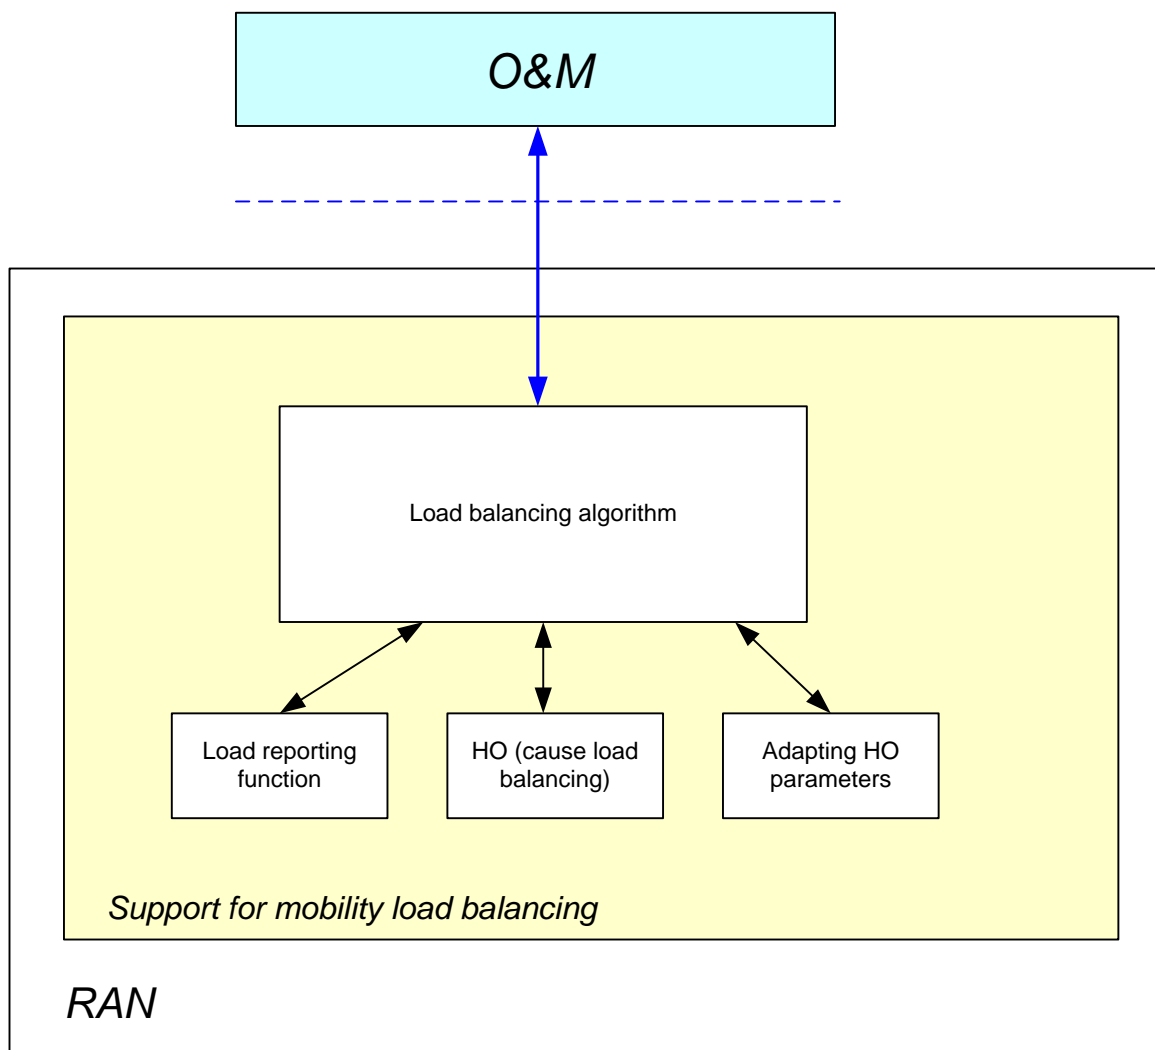 O&M
Load balancing algorithm
Load reporting
function
HO (cause load
balancing)
Adapting HO
parameters
Support for mobility load balancing
RAN